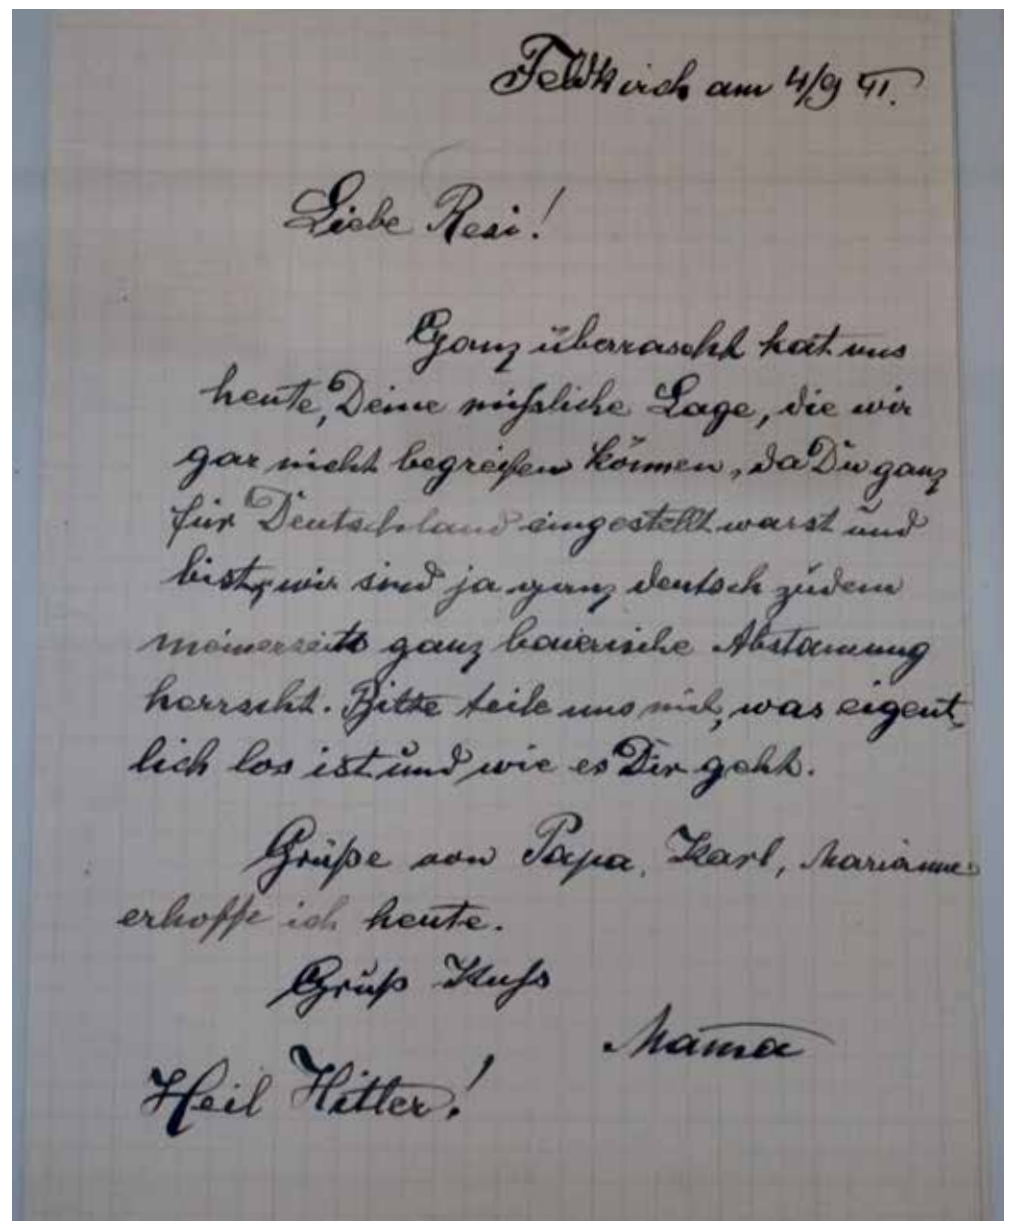 Feldkirch am 4/9 41.
Liebe Resi!
Ganz überrascht hat uns
heute, Deine mißliche Lage, die wir
gar nicht begreifen können, da Du ganz
für Deutschland eingestellt warst und
bist, wir sind ja ganz deutsch zudem
meinerseits ganz baierische Abstammung
herrscht. Bitte teile uns mit, was eigent-
lich los ist und wie es Dir geht.
Grüße von Papa, Karl, Marianne
erhoffe ich heute.
Gruß Kuß
Mama
Heil Hitler!